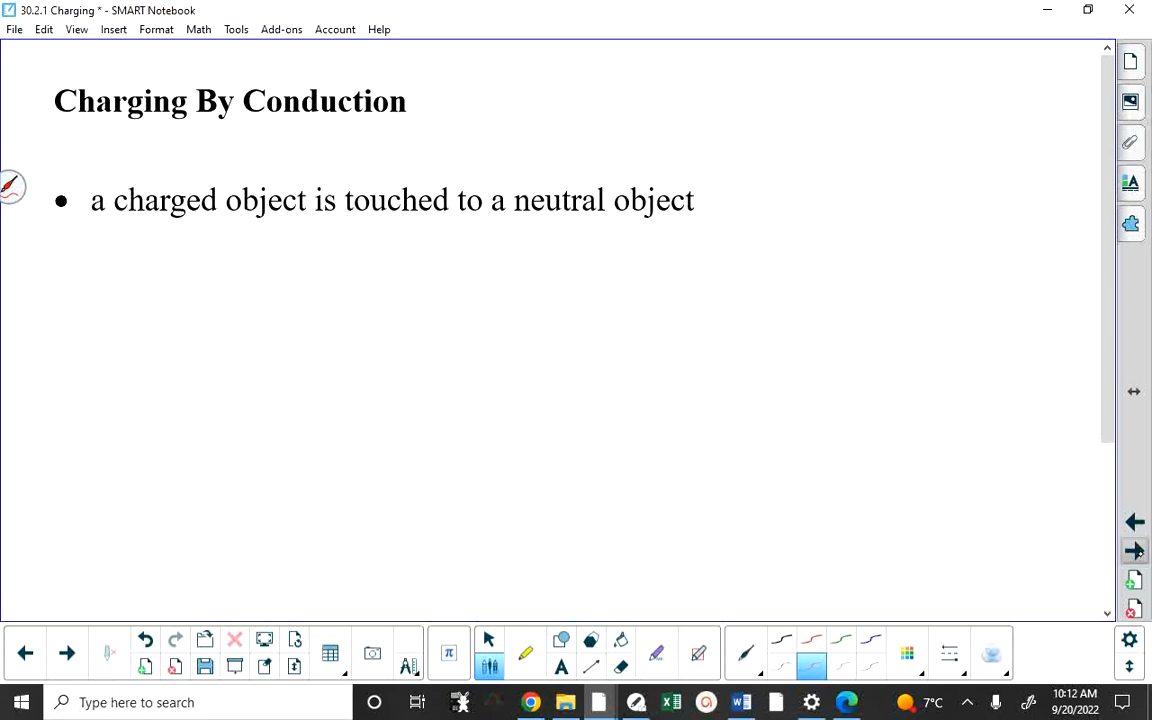 30.2.1 Charging * - SMART Notebook
File Edit View Insert Format Math Tools Add-ons Account Help
Charging By Conduction
• a charged object is touched to a neutral object
Type here to search
7°C
10:12 AM
9/20/2022